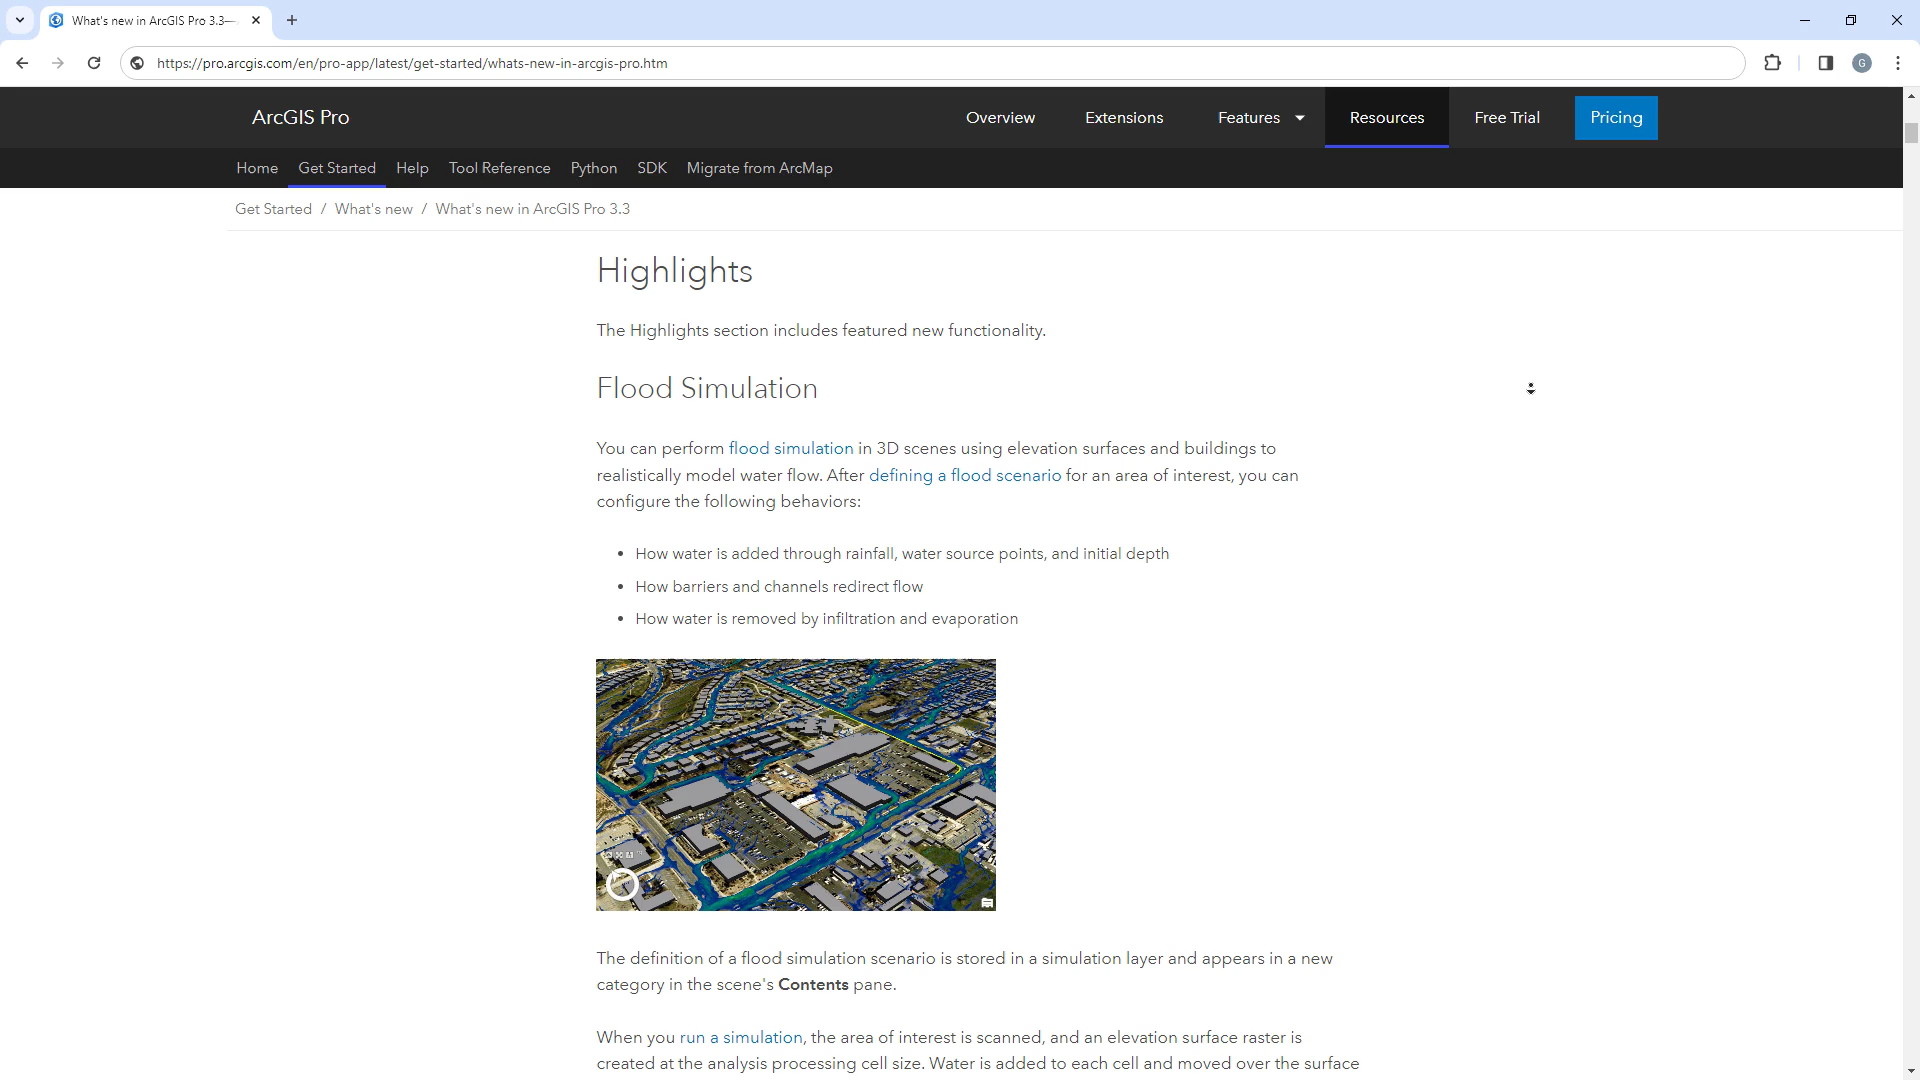 What's new in ArcGIS Pro 3.3—
https://pro.arcgis.com/en/pro-app/latest/get-started/whats-new-in-arcgis-pro.htm
G
ArcGIS Pro
Overview
Extensions
Features
Resources
Free Trial
Pricing
Home
Get Started
Help
Tool Reference
Python
SDK
Migrate from ArcMap
Get Started / What's new / What's new in ArcGIS Pro 3.3
Highlights
The Highlights section includes featured new functionality.
Flood Simulation
You can perform flood simulation in 3D scenes using elevation surfaces and buildings to
realistically model water flow. After defining a flood scenario for an area of interest, you can
configure the following behaviors:
• How water is added through rainfall, water source points, and initial depth
• How barriers and channels redirect flow
• How water is removed by infiltration and evaporation
The definition of a flood simulation scenario is stored in a simulation layer and appears in a new
category in the scene's Contents pane.
When you run a simulation, the area of interest is scanned, and an elevation surface raster is
created at the analysis processing cell size. Water is added to each cell and moved over the surface